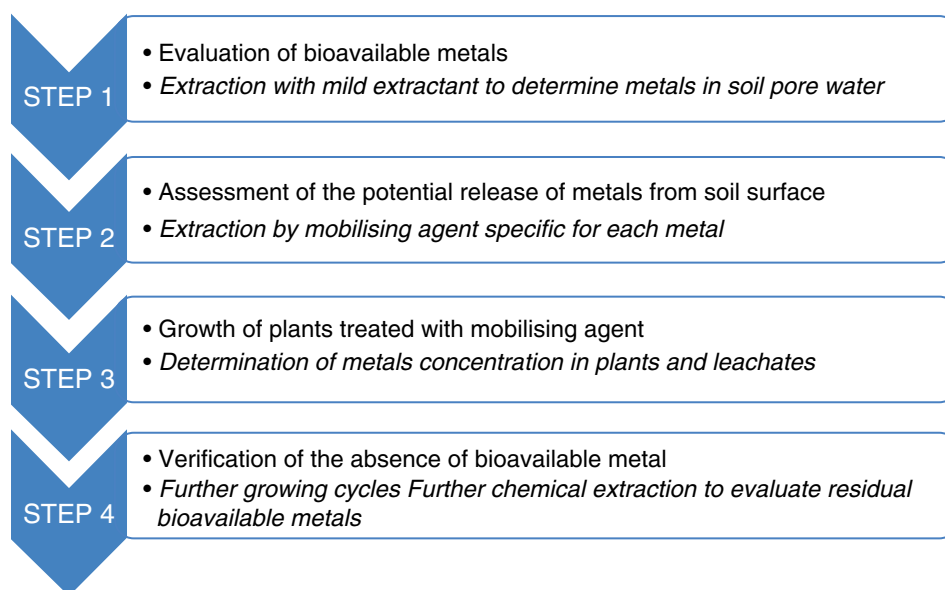 STEP 1
• Evaluation of bioavailable metals
• Extraction with mild extractant to determine metals in soil pore water
STEP 2
• Assessment of the potential release of metals from soil surface
• Extraction by mobilising agent specific for each metal
STEP 3
• Growth of plants treated with mobilising agent
• Determination of metals concentration in plants and leachates
STEP 4
• Verification of the absence of bioavailable metal
• Further growing cycles Further chemical extraction to evaluate residual
bioavailable metals